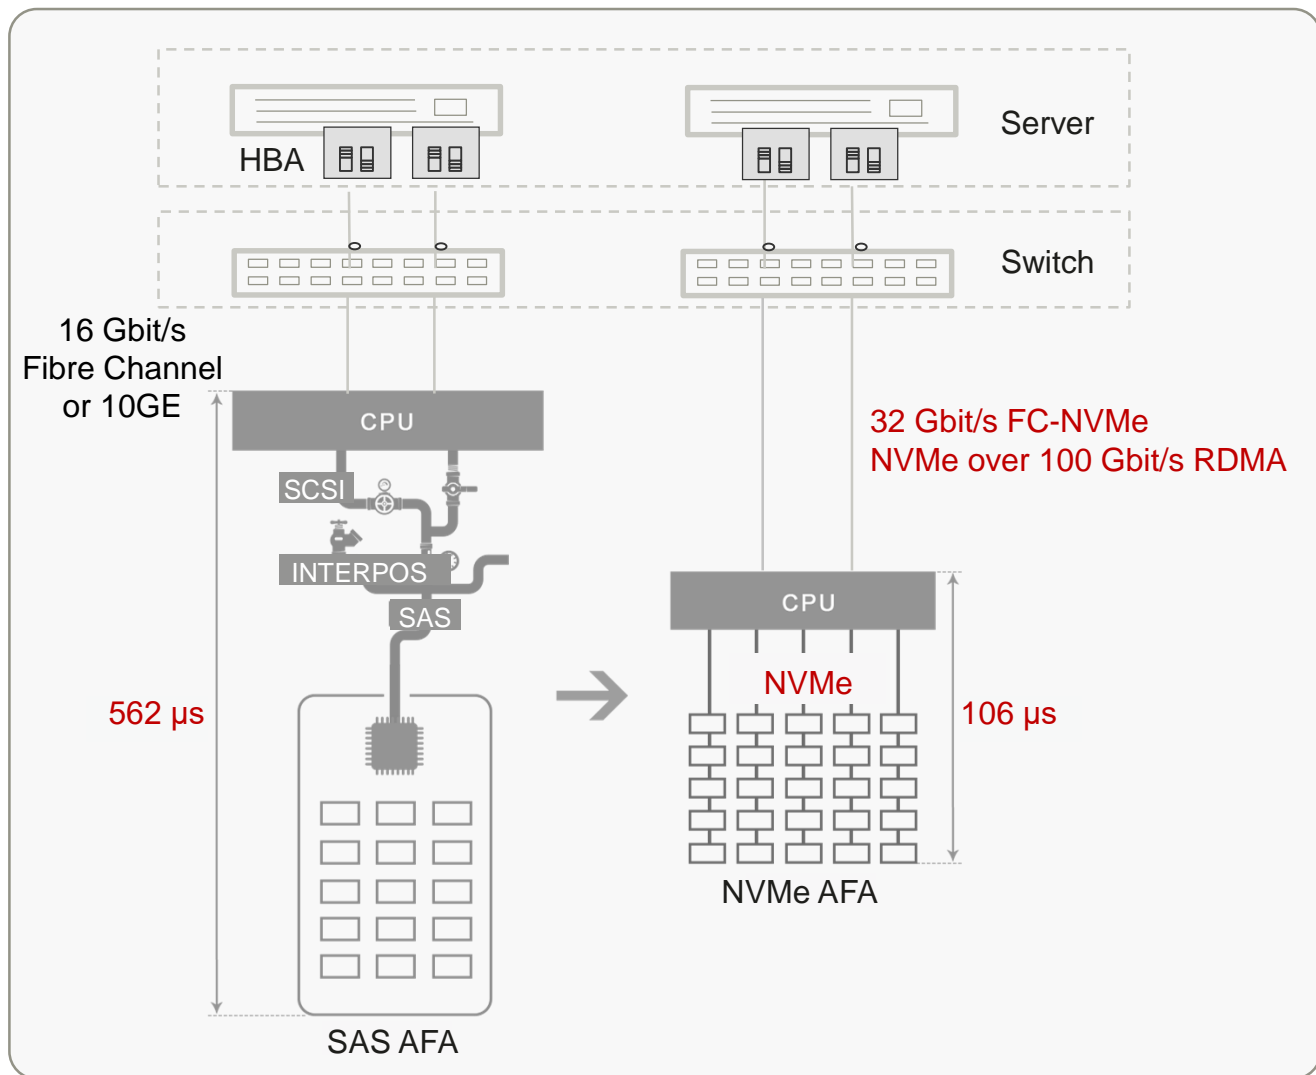 Server
HBA
Switch
16 Gbit/s
Fibre Channel
or 10GE
CPU
SCSI
INTERPOS
SAS
562 μs
SAS AFA
32 Gbit/s FC-NVMe
NVMe over 100 Gbit/s RDMA
CPU
NVMe
106 μs
NVMe AFA